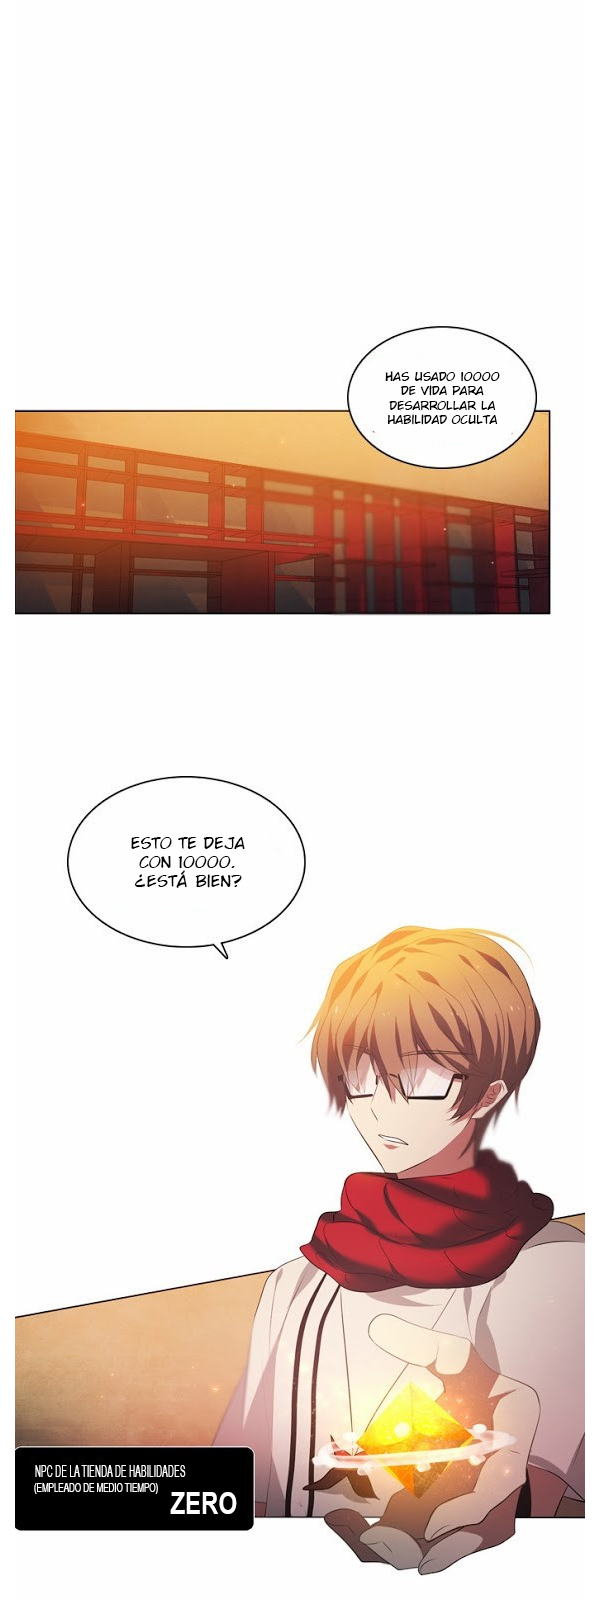 HAS USADO 10000
DE VIDA PARA
DESARROLLAR LA
HABILIDAD OCULTA
ESTO TE DEJA
CON 10000.
¿ESTÁ BIEN?
NPC DE LA TIENDA DE HABILIDADES
(EMPLEADO DE MEDIO TIEMPO)
ZERO